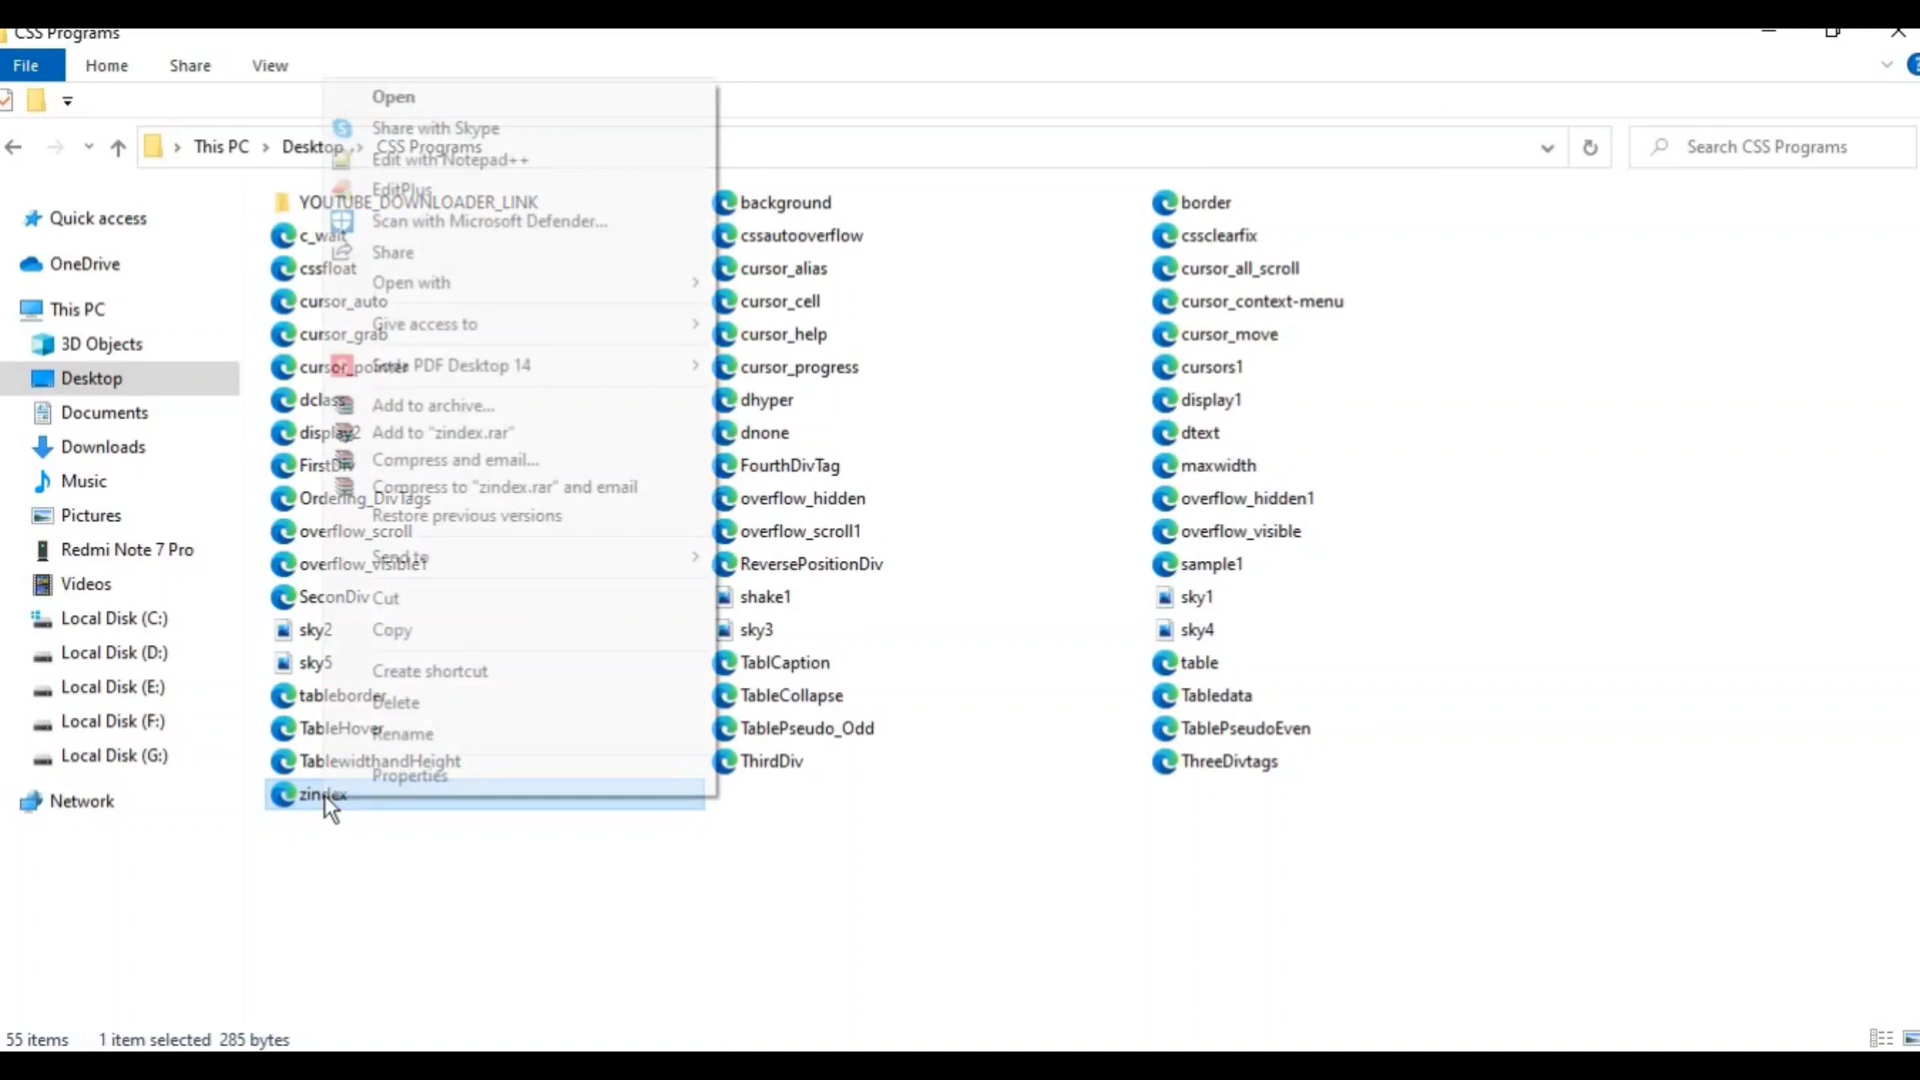 CSS Programs
File Home Share View
This PC > Desktop > CSS Programs
Search CSS Programs
Quick access
OneDrive
This PC
3D Objects
Desktop
Documents
Downloads
Music
Pictures
Redmi Note 7 Pro
Videos
Local Disk (C:)
Local Disk (D:)
Local Disk (E:)
Local Disk (F:)
Local Disk (G:)
Network
Open
Share with Skype
Edit with Notepad++
EditPlus
Scan with Microsoft Defender...
Share
Open with
Give access to
PDF Desktop 14
Add to archive...
Add to "zindex.rar"
Compress and email...
Compress to "zindex.rar" and email
Restore previous versions
Send to
Cut
Copy
Create shortcut
Delete
Rename
Properties
YOUTUBE_DOWNLOADER_LINK background border
c_wait cssautooverflow cssclearfix
cssfloat cursor_alias cursor_all_scroll
cursor_auto cursor_cell cursor_context-menu
cursor_grab cursor_help cursor_move
cursor_pointer cursor_progress cursors1
dclass dhyper display1
display2 dnone dtext
FirstDiv FourthDivTag maxwidth
Ordering_DivTags overflow_hidden overflow_hidden1
overflow_scroll overflow_scroll1 overflow_visible
overflow_visible1 ReversePositionDiv sample1
SeconDiv shake1 sky1
sky2 sky3 sky4
sky5 TablCaption table
tableborder TableCollapse Tabledata
TableHover TablePseudo_Odd TablePseudoEven
TablewidthandHeight ThirdDiv ThreeDivtags
zindex
55 items 1 item selected 285 bytes